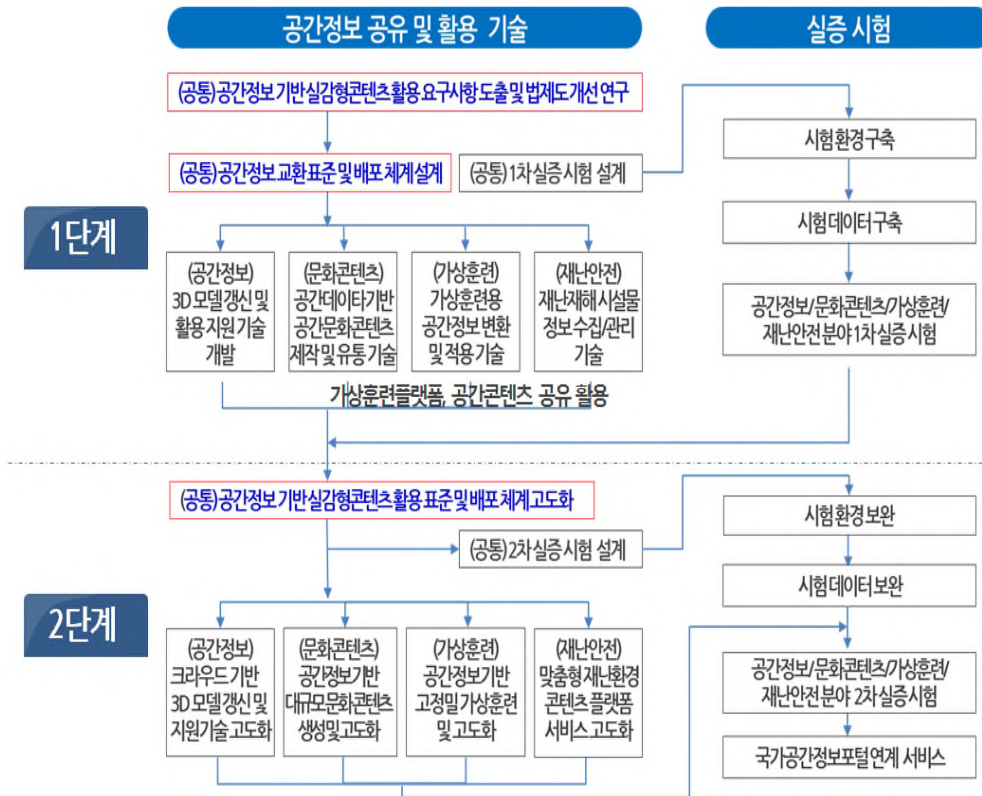 공간정보 공유 및 활용 기술
실증 시험
(공통) 공간정보 기반 실감형콘텐츠 활용 요구사항 도출 및 법제도 개선 연구
시험 환경 구축
(공통) 공간정보 교환 표준 및 배포 체계 설계
(공통) 1차 실증 시험 설계
1단계
시험 데이터 구축
(공간정보)
3D 모델 갱신 및
활용 지원 기술
개발
(문화콘텐츠)
공간데이타기반
공간문화콘텐츠
제작 및 유통 기술
(가상훈련)
가상훈련용
공간정보 변환
및 적용 기술
(재난안전)
재난재해 시설물
정보 수집/관리
기술
공간정보/문화콘텐츠/가상훈련/
재난안전 분야 1차 실증 시험
가상훈련플랫폼, 공간콘텐츠 공유 활용
(공통) 공간정보 기반 실감형콘텐츠 활용 표준 및 배포 체계 고도화
시험 환경 보완
(공통) 2차 실증 시험 설계
시험 데이터 보완
2단계
(공간정보)
크라우드 기반
3D 모델 갱신 및
지원기술 고도화
(문화콘텐츠)
공간정보기반
대규모문화콘텐츠
생성및고도화
(가상훈련)
공간정보기반
고정밀 가상훈련
및 고도화
(재난안전)
맞춤형 재난환경
콘텐츠 플랫폼
서비스 고도화
공간정보/문화콘텐츠/가상훈련/
재난안전 분야 2차 실증 시험
국가공간정보포털 연계 서비스